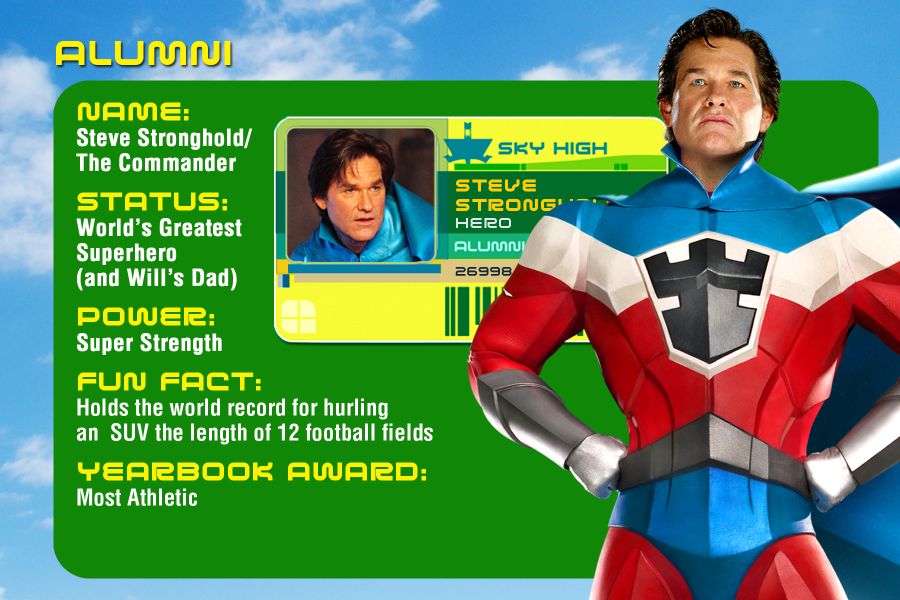 ALUMNI
NAME:
Steve Stronghold/
The Commander
STATUS:
World's Greatest
Superhero
(and Will's Dad)
POWER:
Super Strength
FUN FACT:
Holds the world record for hurling
an SUV the length of 12 football fields
YEARBOOK AWARD:
Most Athletic
SKY HIGH
STEVE
HERO
ALUMNI
26998